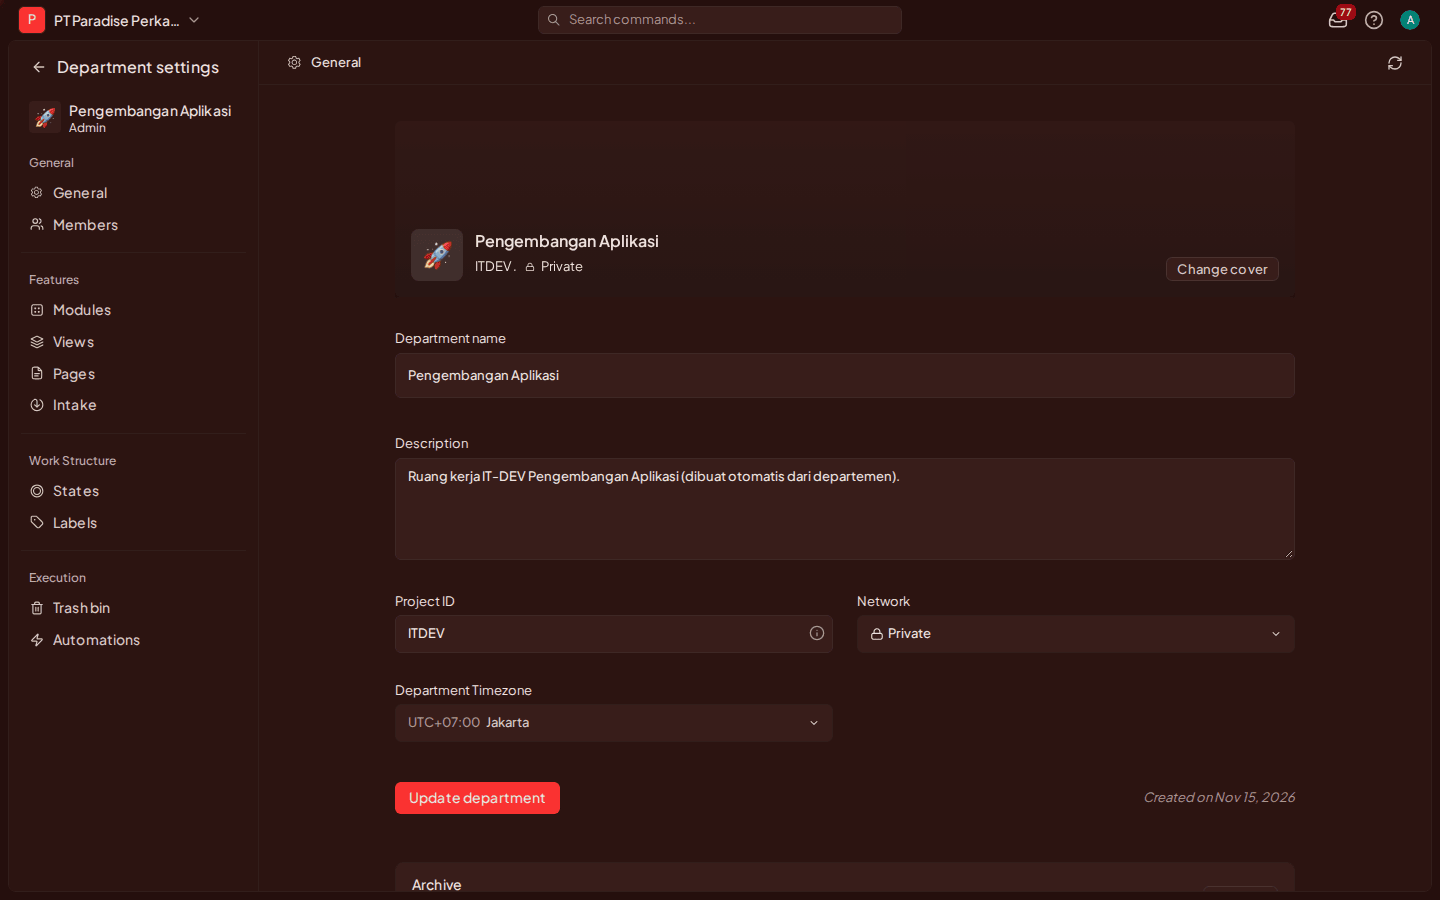 P
PT Paradise Perka...
Search commands...
77
A
Department settings
Pengembangan Aplikasi
Admin
General
General
Members
Features
Modules
Views
Pages
Intake
Work Structure
States
Labels
Execution
Trash bin
Automations
General
Pengembangan Aplikasi
ITDEV . Private
Change cover
Department name
Pengembangan Aplikasi
Description
Ruang kerja IT-DEV Pengembangan Aplikasi (dibuat otomatis dari departemen).
Project ID
Network
ITDEV
Private
Department Timezone
UTC+07:00 Jakarta
Update department
Created on Nov 15, 2026
Archive